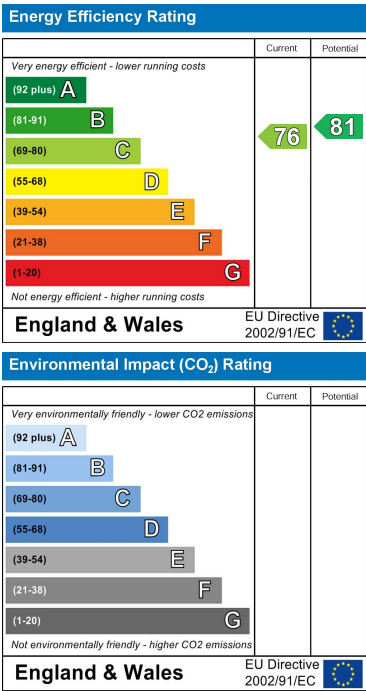 Energy Efficiency Rating
Current Potential
Very energy efficient - lower running costs
(92 plus) A
(81-91) B
(69-80) C
(55-68) D
(39-54) E
(21-38) F
(1-20) G
76
81
Not energy efficient - higher running costs
England & Wales
EU Directive
2002/91/EC
Environmental Impact (CO₂) Rating
Current Potential
Very environmentally friendly - lower CO2 emissions
(92 plus) A
(81-91) B
(69-80) C
(55-68) D
(39-54) E
(21-38) F
(1-20) G
Not environmentally friendly - higher CO2 emissions
England & Wales
EU Directive
2002/91/EC